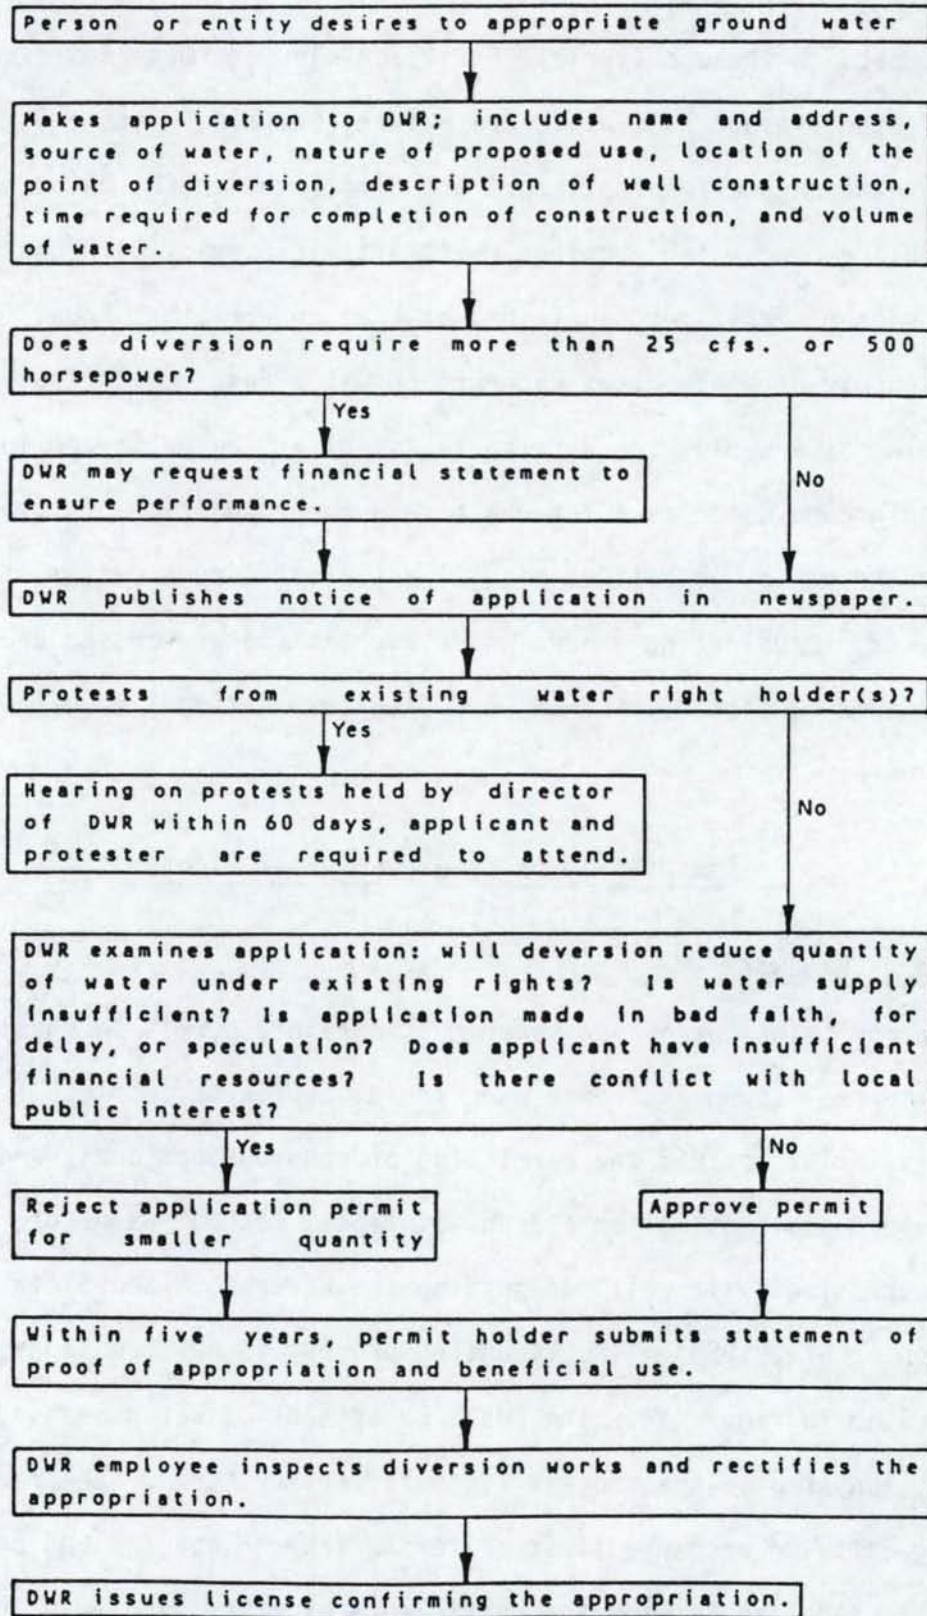 Person or entity desires to appropriate ground water
Makes application to DWR; includes name and address,
source of water, nature of proposed use, location of the
point of diversion, description of well construction,
time required for completion of construction, and volume
of water.
Does diversion require more than 25 cfs. or 500
horsepower?
Yes
No
DWR may request financial statement to
ensure performance.
DWR publishes notice of application in newspaper.
Protests from existing water right holder(s)?
Yes
No
Hearing on protests held by director
of DWR within 60 days, applicant and
protester are required to attend.
DWR examines application: will deversion reduce quantity
of water under existing rights? Is water supply
insufficient? Is application made in bad faith, for
delay, or speculation? Does applicant have insufficient
financial resources? Is there conflict with local
public interest?
Yes
No
Reject application permit
for smaller quantity
Approve permit
Within five years, permit holder submits statement of
proof of appropriation and beneficial use.
DWR employee inspects diversion works and rectifies the
appropriation.
DWR issues license confirming the appropriation.